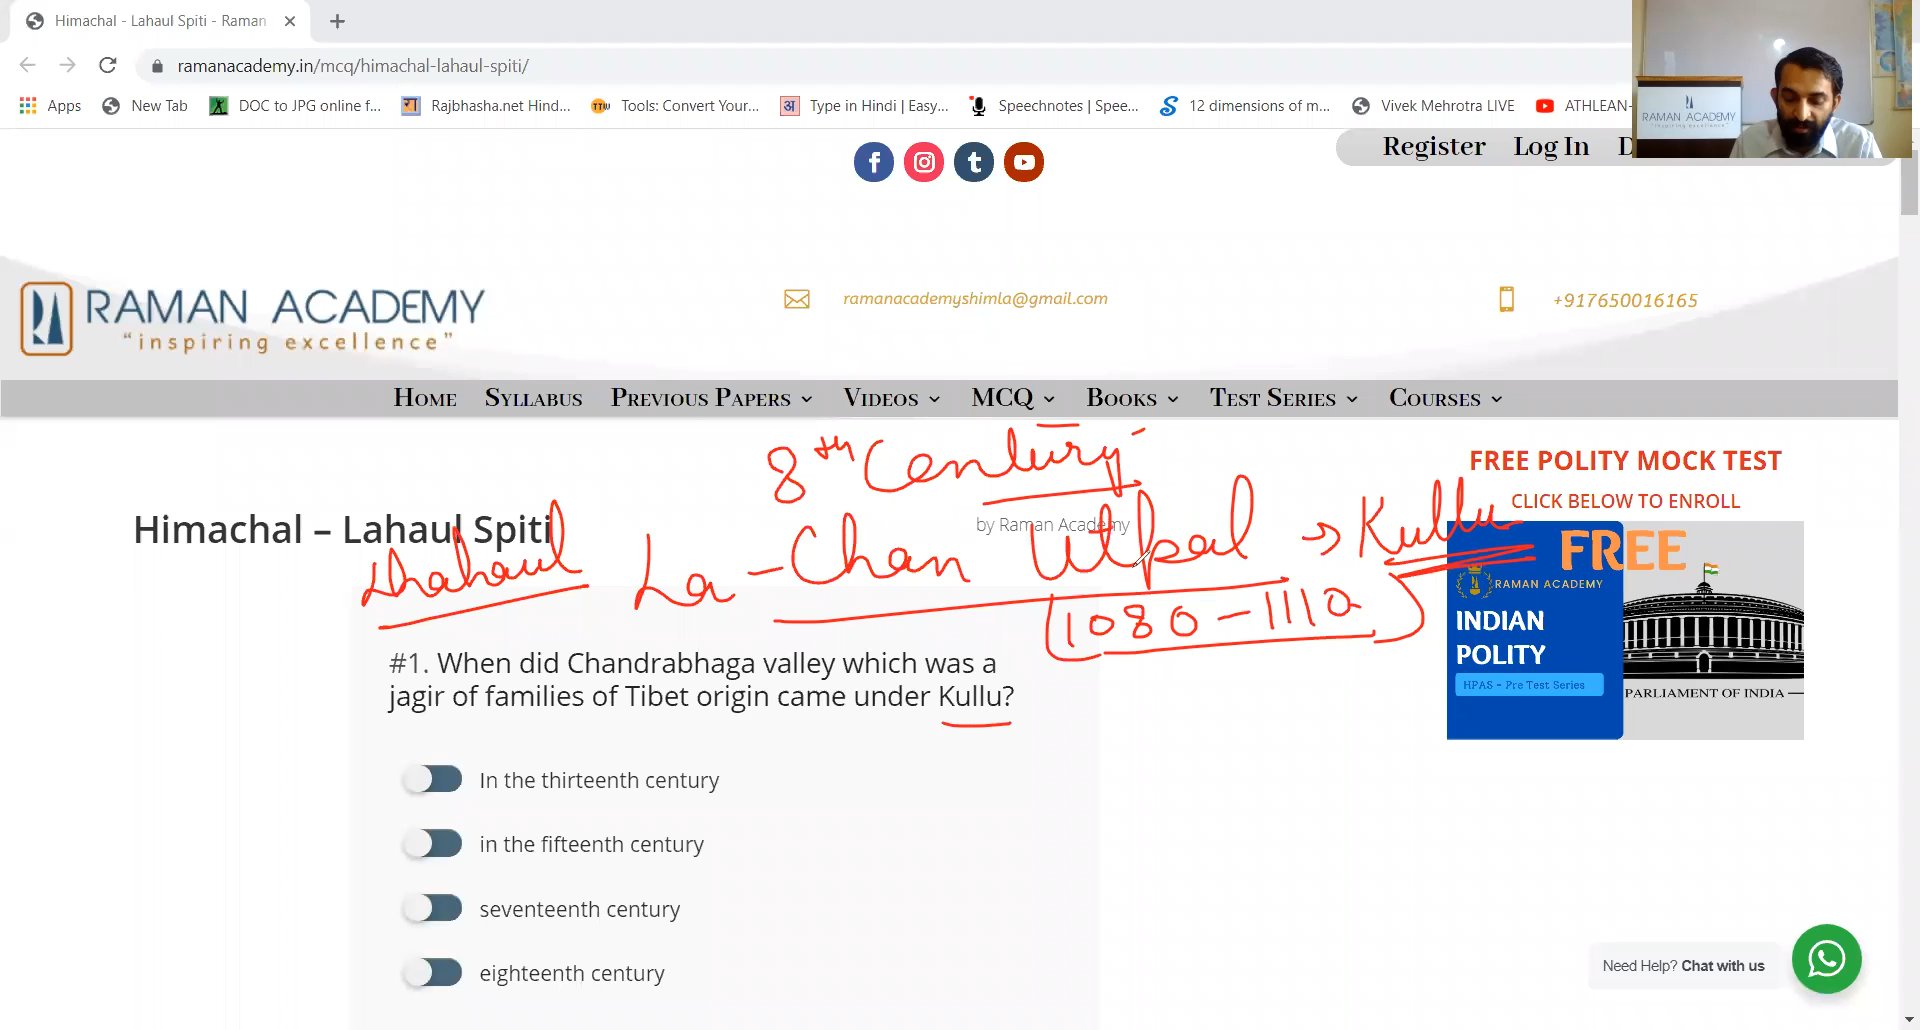 Himachal – Lahaul Spiti - Raman
ramanacademy.in/mcq/himachal-lahaul-spiti/
Apps New Tab DOC to JPG online f... Rajbhasha.net Hind... Tools: Convert Your... Type in Hindi | Easy... Speechnotes | Spee... 12 dimensions of m... Vivek Mehrotra LIVE ATHLEAN-
RAMAN ACADEMY
"inspiring excellence"
Register Log In D
RAMAN ACADEMY
"inspiring excellence"
ramanacademyshimla@gmail.com
+917650016165
Home Syllabus Previous Papers Videos MCQ Books Test Series Courses
8th Century
FREE POLITY MOCK TEST
CLICK BELOW TO ENROLL
Himachal – Lahaul Spiti
by Raman Academy
La-Chan Utpal → Kullu
(1080-1110)
FREE
RAMAN ACADEMY
INDIAN
POLITY
HPAS - Pre Test Series
PARLIAMENT OF INDIA
#1. When did Chandrabhaga valley which was a
jagir of families of Tibet origin came under Kullu?
In the thirteenth century
in the fifteenth century
seventeenth century
eighteenth century
Need Help? Chat with us